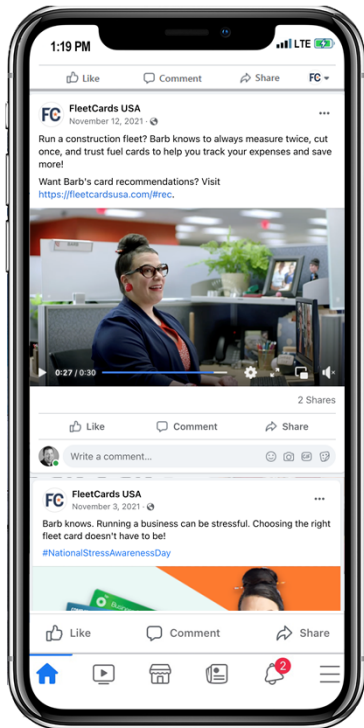 1:19 PM
LTE
Like
Comment
Share
FC
FC
FleetCards USA
November 12, 2021
Run a construction fleet? Barb knows to always measure twice, cut
once, and trust fuel cards to help you track your expenses and save
more!
Want Barb's card recommendations? Visit
https://fleetcardsusa.com/#rec.
0:27 / 0:30
2 Shares
Like
Comment
Share
Write a comment...
GIF
FC
FleetCards USA
November 3, 2021
Barb knows. Running a business can be stressful. Choosing the right
fleet card doesn't have to be!
#NationalStressAwarenessDay
Business
Like
Comment
Share
2